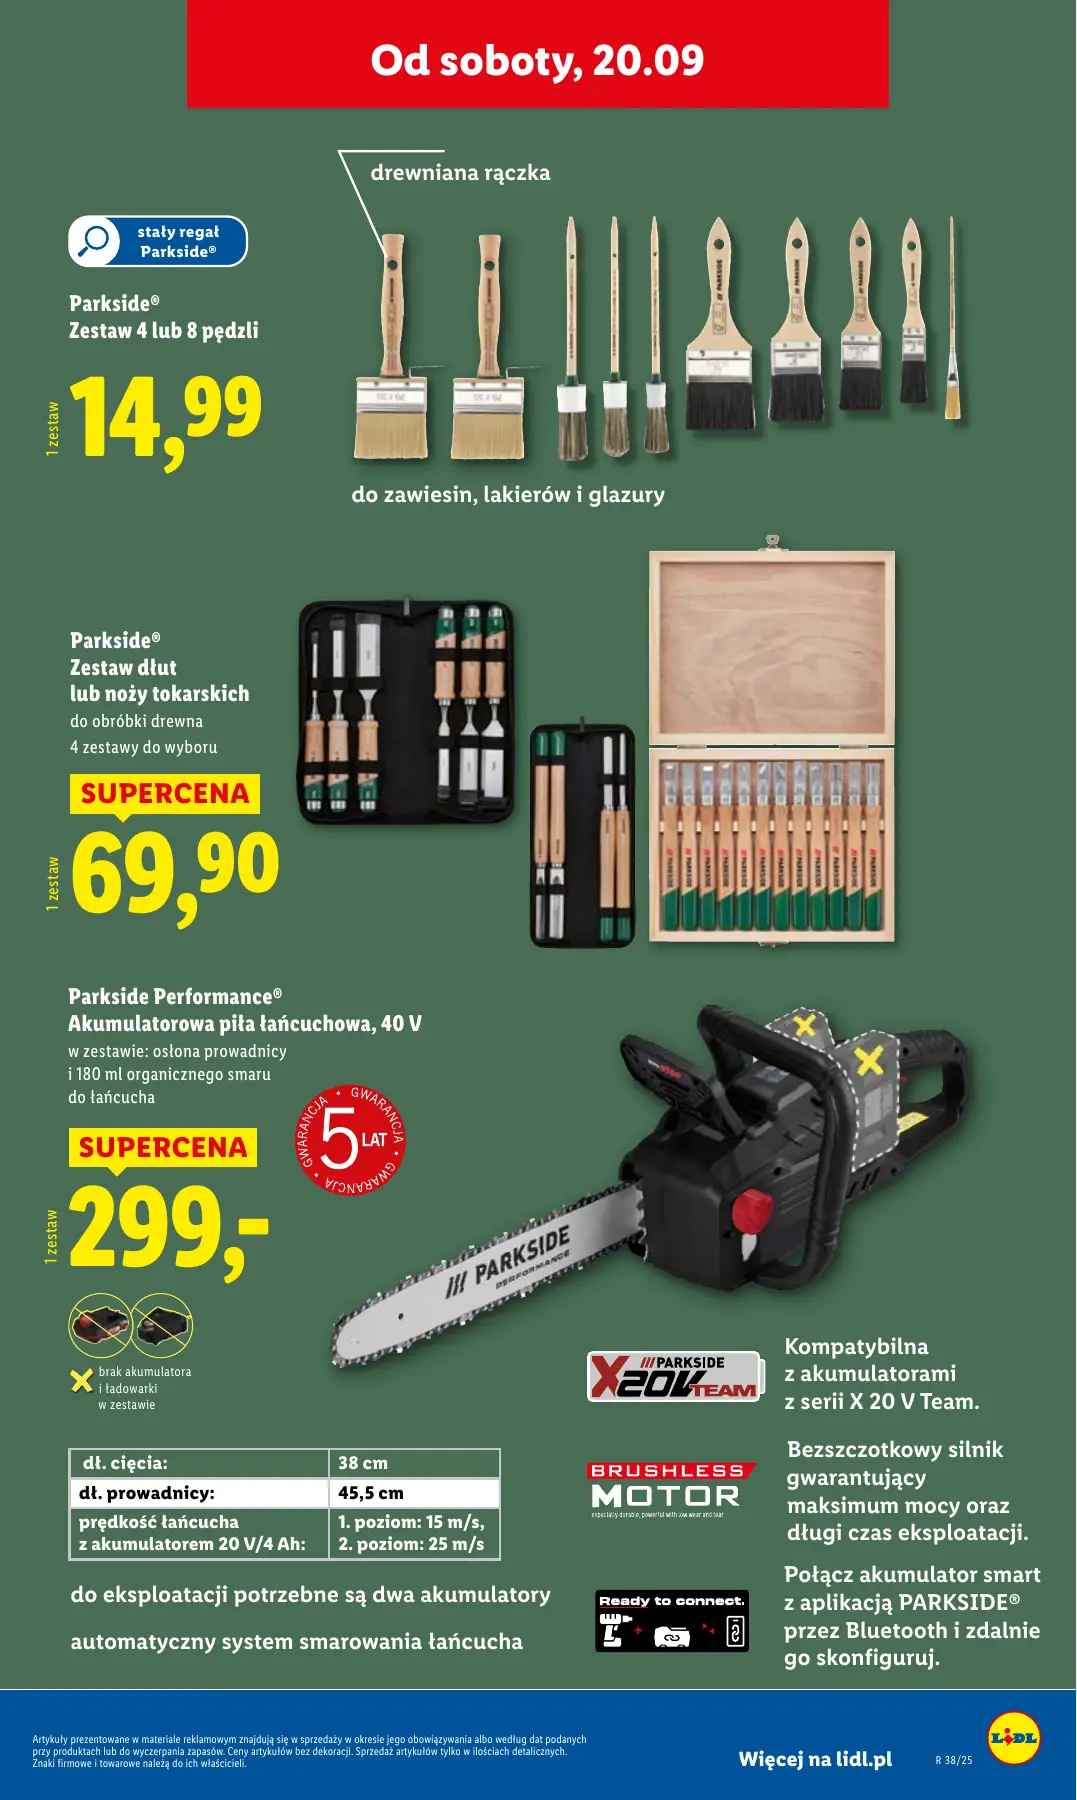 Od soboty, 20.09
drewniana rączka
stały regał
Parkside®
Parkside®
Zestaw 4 lub 8 pędzli
1 zestaw
14,99
do zawiesin, lakierów i glazury
Parkside®
Zestaw dłut
lub noży tokarskich
do obróbki drewna
4 zestawy do wyboru
SUPERCENA
1 zestaw
69,90
Parkside Performance®
Akumulatorowa piła łańcuchowa, 40 V
w zestawie: osłona prowadnicy
i 180 ml organicznego smaru
do łańcucha
GWARANCJA • GWARANCJA • GWARANCJA •
5 LAT
SUPERCENA
1 zestaw
299,-
/// PARKSIDE
PERFORMANCE
brak akumulatora
i ładowarki
w zestawie
///PARKSIDE
X20V TEAM
Kompatybilna
z akumulatorami
z serii X 20 V Team.
dł. cięcia: 38 cm
dł. prowadnicy: 45,5 cm
prędkość łańcucha 1. poziom: 15 m/s,
z akumulatorem 20 V/4 Ah: 2. poziom: 25 m/s
BRUSHLESS
MOTOR
especially durable, powerful with low wear and tear
Bezszczotkowy silnik
gwarantujący
maksimum mocy oraz
długi czas eksploatacji.
do eksploatacji potrzebne są dwa akumulatory
automatyczny system smarowania łańcucha
Ready to connect.
Połącz akumulator smart
z aplikacją PARKSIDE®
przez Bluetooth i zdalnie
go skonfiguruj.
Artykuły prezentowane w materiale reklamowym znajdują się w sprzedaży w okresie jego obowiązywania albo według dat podanych
przy produktach lub do wyczerpania zapasów. Ceny artykułów bez dekoracji. Sprzedaż artykułów tylko w ilościach detalicznych.
Znaki firmowe i towarowe należą do ich właścicieli.
Więcej na lidl.pl
R 38/25
LIDL